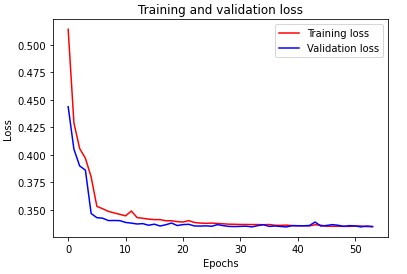 Training and validation loss
Training loss
Validation loss
Loss
0.500
0.475
0.450
0.425
0.400
0.375
0.350
0 10 20 30 40 50
Epochs